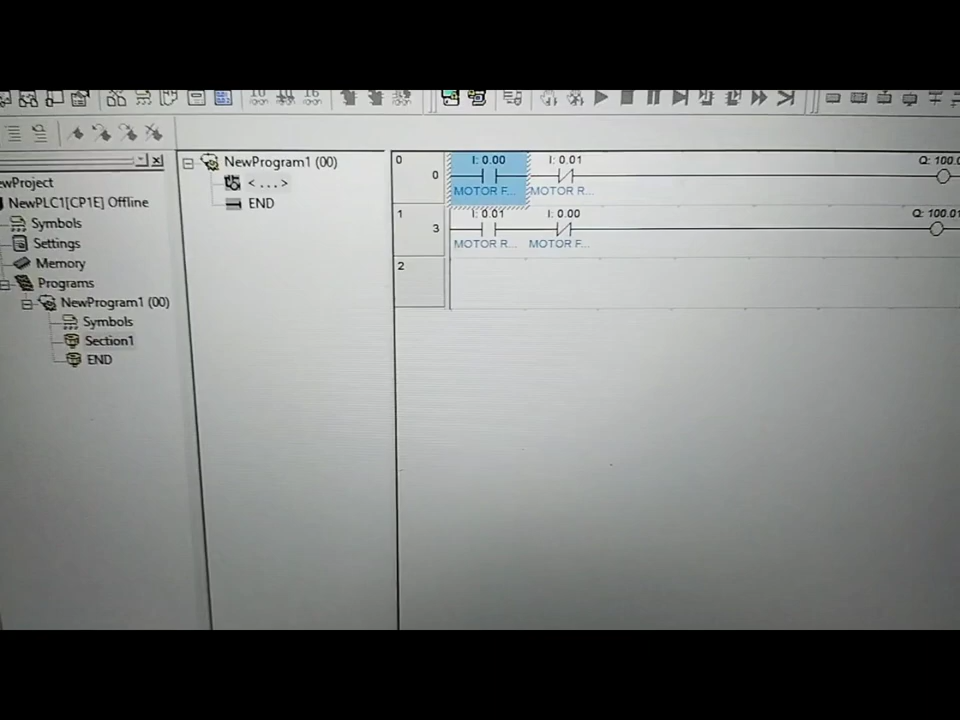 NewProject
NewPLC1[CP1E] Offline
Symbols
Settings
Memory
Programs
NewProgram1 (00)
Symbols
Section1
END
NewProgram1 (00)
< ... >
END
0
0
I: 0.00
I: 0.01
Q: 100.0
MOTOR F...
MOTOR R...
1
3
I: 0.01
I: 0.00
Q: 100.01
MOTOR R...
MOTOR F...
2